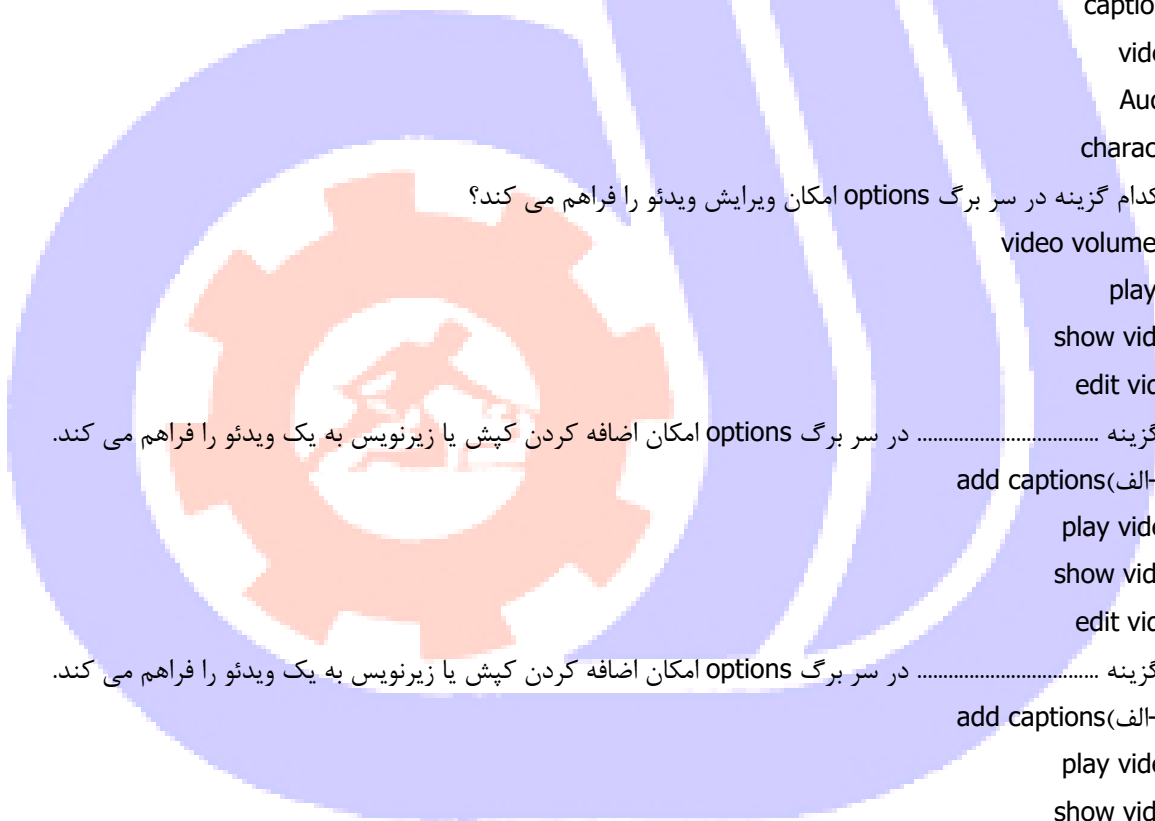 captio
vide
Aud
charac
کدام گزینه در سر برگ options امکان ویرایش ویدئو را فراهم می کند؟
video volume
play
show vid
edit vid
گزینه .................................. در سر برگ options امکان اضافه کردن کپش یا زیرنویس به یک ویدئو را فراهم می کند.
-الف)add captions
play vide
show vid
edit vid
گزینه .................................. در سر برگ options امکان اضافه کردن کپش یا زیرنویس به یک ویدئو را فراهم می کند.
-الف)add captions
play vide
show vid